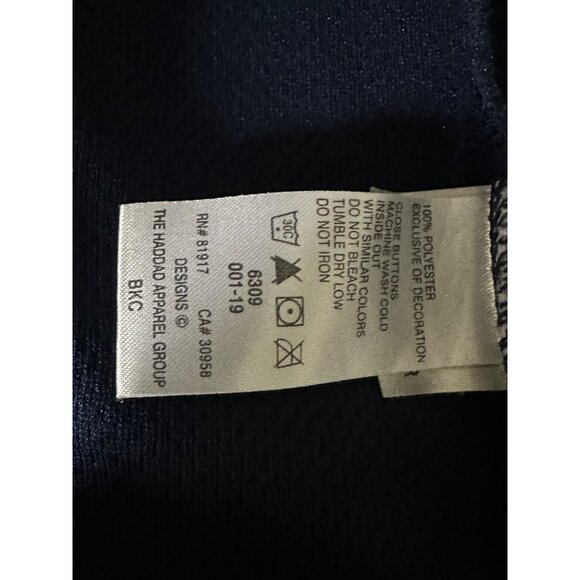 100% POLYESTER
EXCLUSIVE OF DECORATION
CLOSE BUTTONS
MACHINE WASH COLD
INSIDE OUT
WITH SIMILAR COLORS
DO NOT BLEACH
TUMBLE DRY LOW
DO NOT IRON
30C
6309
001-19
RN# 81917 CA# 30958
DESIGNS ©
THE HADDAD APPAREL GROUP
BKC